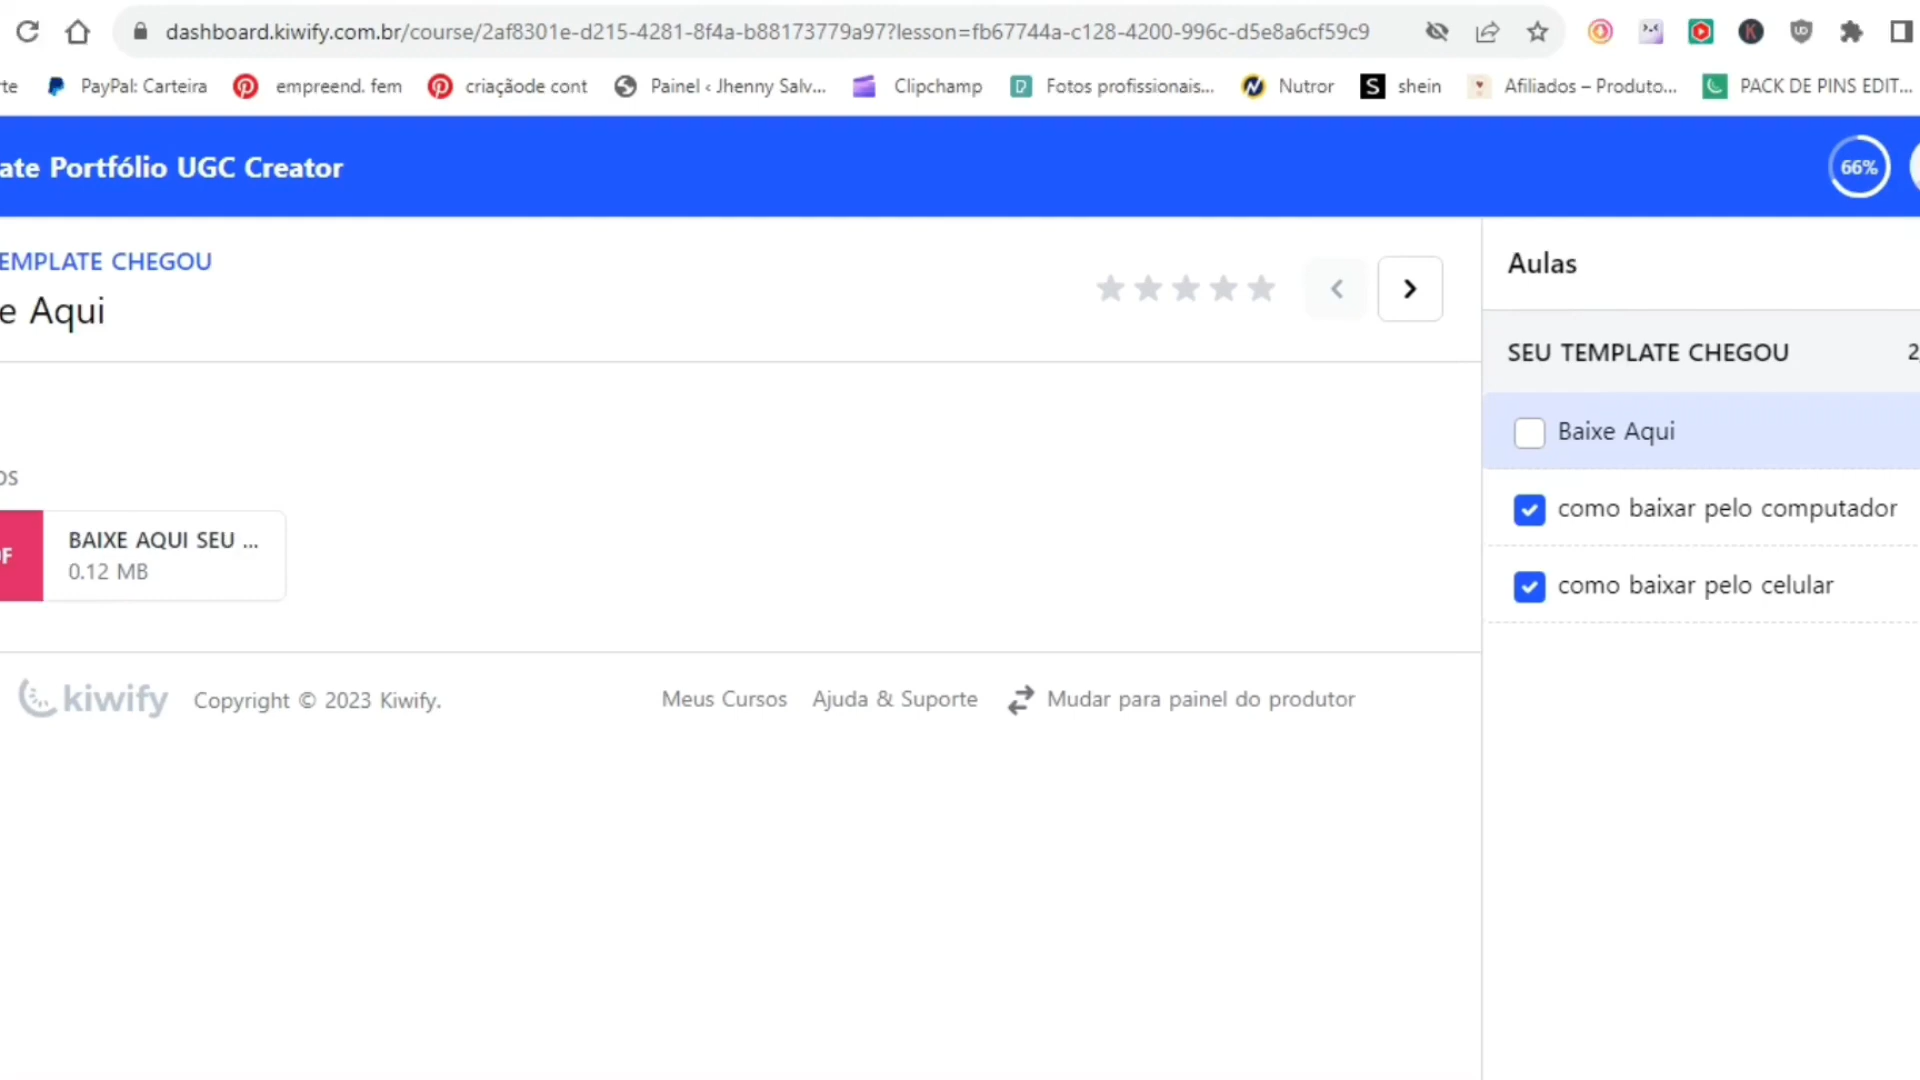 dashboard.kiwify.com.br/course/2af8301e-d215-4281-8f4a-b88173779a97?lesson=fb67744a-c128-4200-996c-d5e8a6cf59c9
rte PayPal: Carteira empreend. fem criaçãode cont Painel ‹ Jhenny Salv... Clipchamp Fotos profissionais... Nutror shein Afiliados – Produto... PACK DE PINS EDIT...
ate Portfólio UGC Creator
66%
EMPLATE CHEGOU
e Aqui
Aulas
SEU TEMPLATE CHEGOU 2
Baixe Aqui
como baixar pelo computador
como baixar pelo celular
OS
DF
BAIXE AQUI SEU ...
0.12 MB
kiwify Copyright © 2023 Kiwify. Meus Cursos Ajuda & Suporte Mudar para painel do produtor